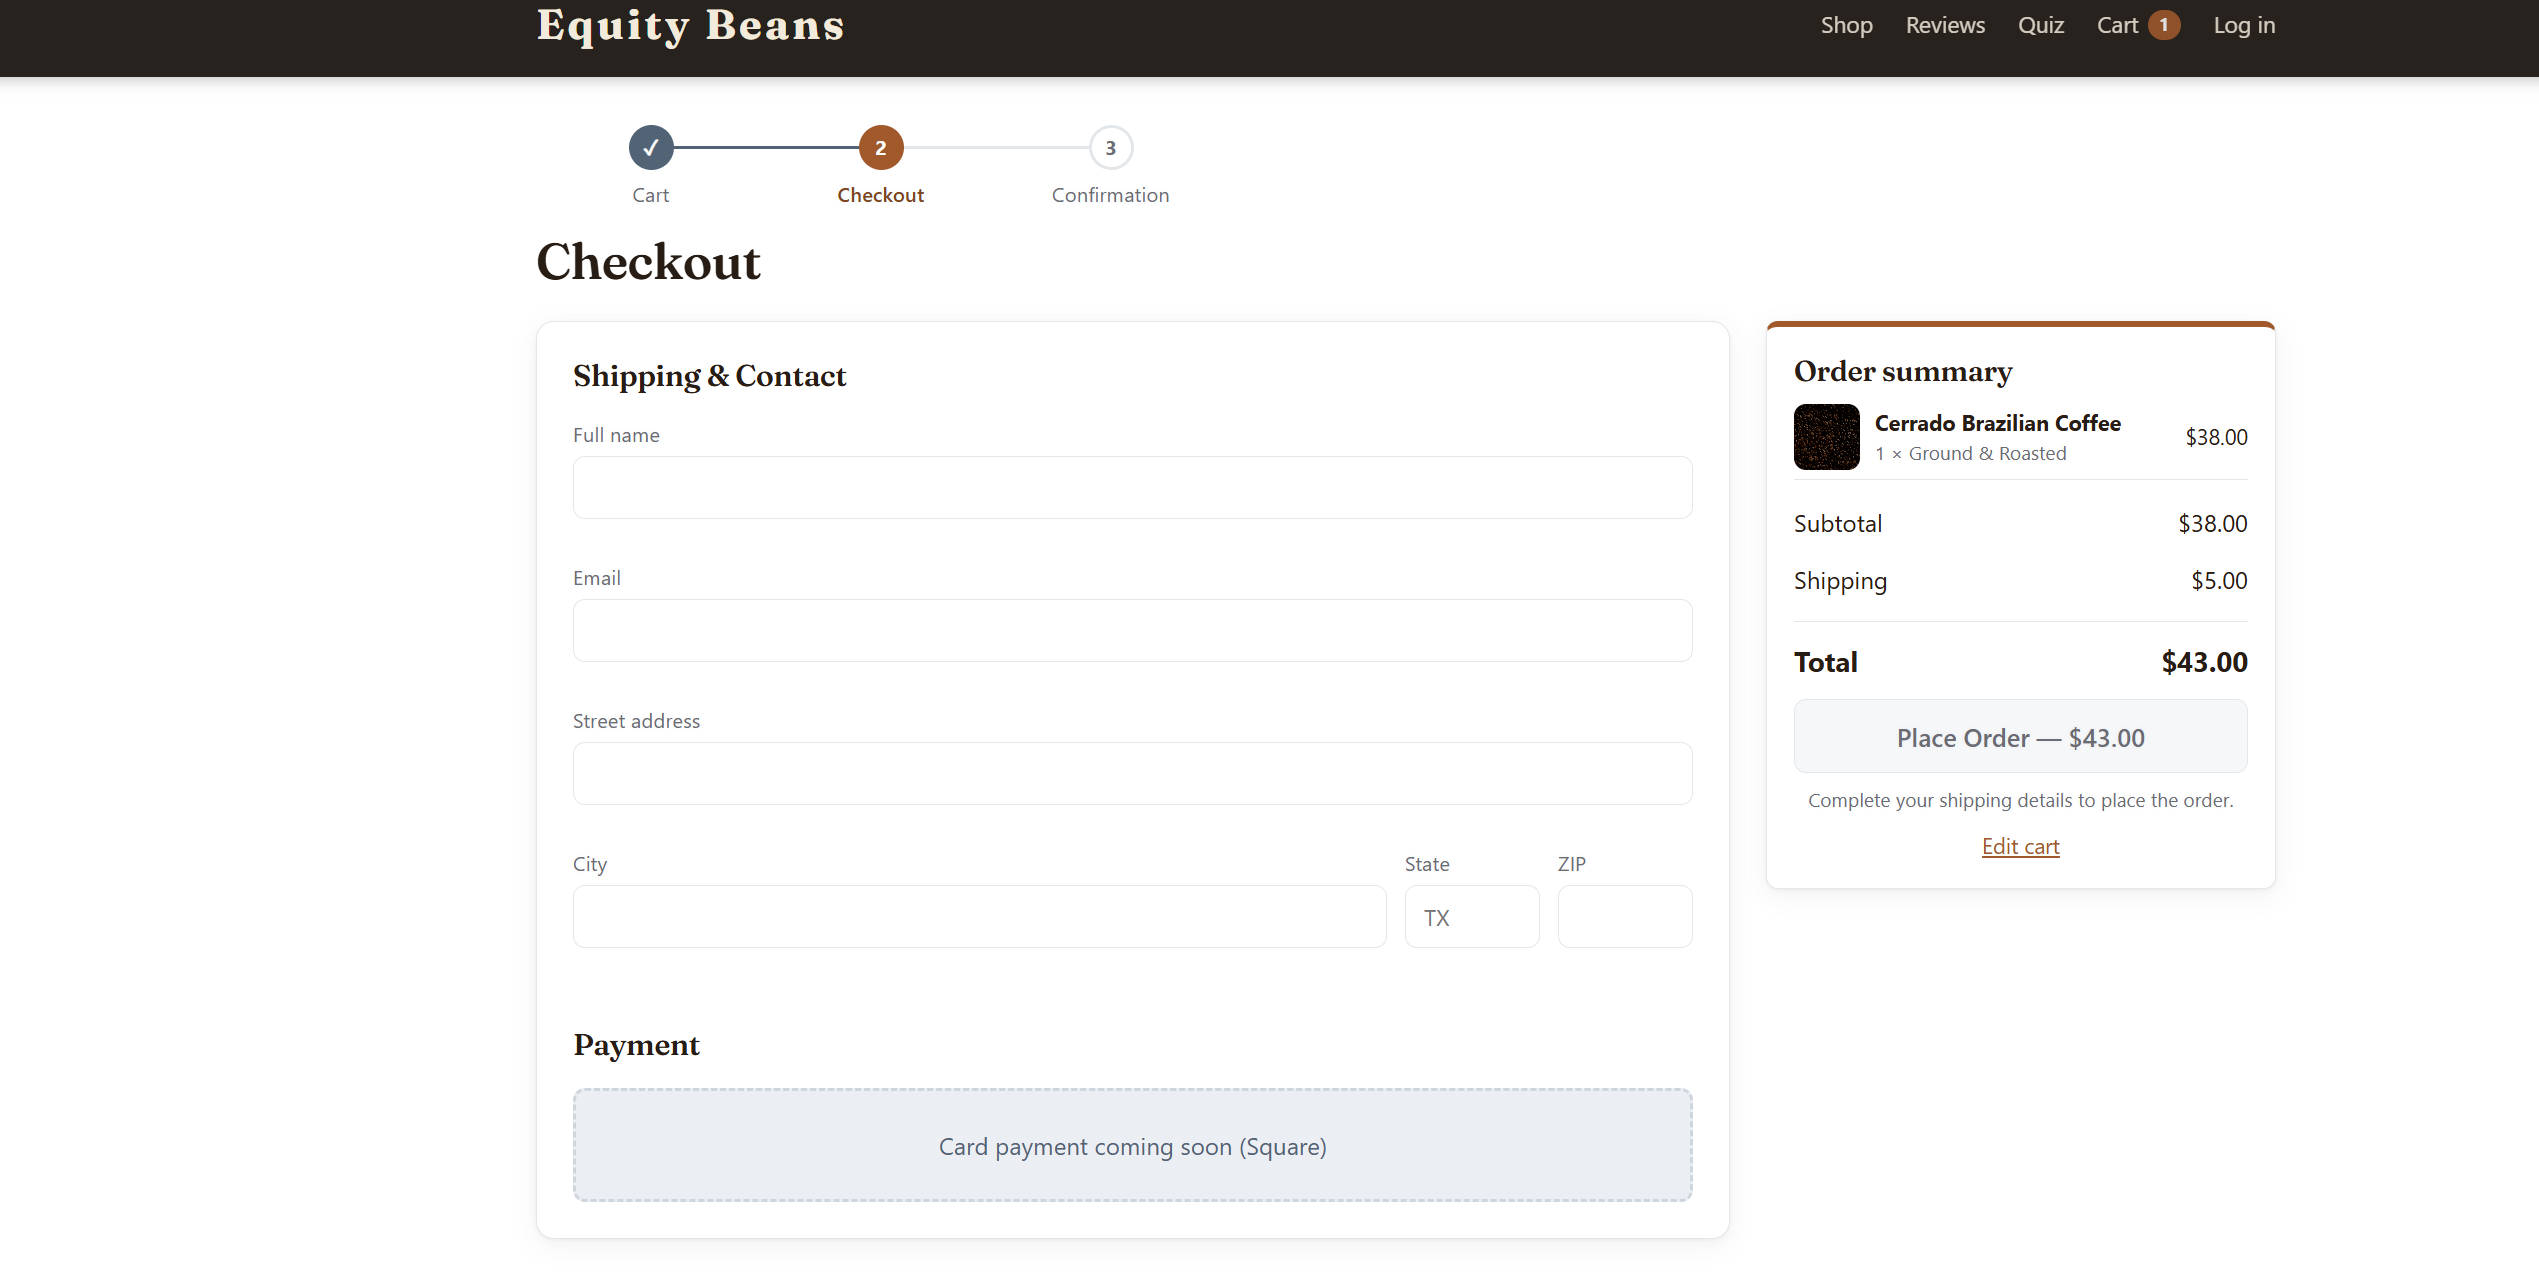 Equity Beans
Shop Reviews Quiz Cart 1 Log in
✓ 2 3
Cart Checkout Confirmation
Checkout
Shipping & Contact
Full name
Email
Street address
City State ZIP
TX
Payment
Card payment coming soon (Square)
Order summary
Cerrado Brazilian Coffee
1 × Ground & Roasted
$38.00
Subtotal $38.00
Shipping $5.00
Total $43.00
Place Order — $43.00
Complete your shipping details to place the order.
Edit cart